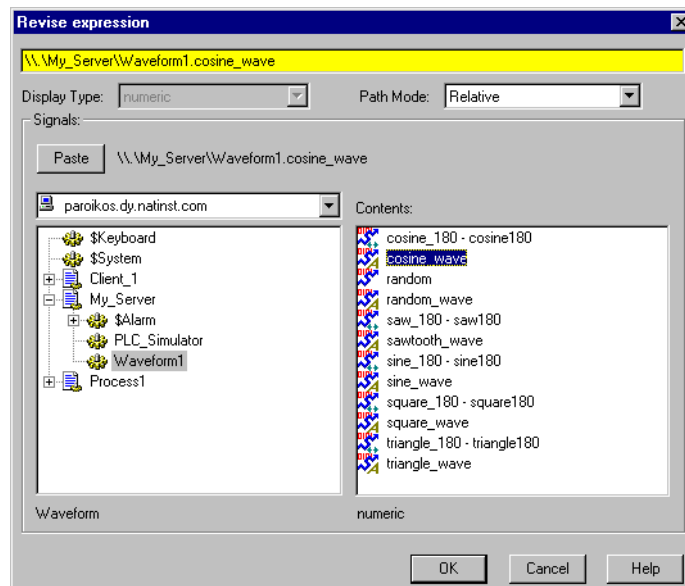 Revise expression
\\.\My_Server\Waveform1.cosine_wave
Display Type: numeric Path Mode: Relative
Signals:
Paste \\.\My_Server\Waveform1.cosine_wave
paroikos.dy.natinst.com
Contents:
$Keyboard
$System
Client_1
My_Server
$Alarm
PLC_Simulator
Waveform1
Process1
cosine_180 - cosine180
cosine_wave
random
random_wave
saw_180 - saw180
sawtooth_wave
sine_180 - sine180
sine_wave
square_180 - square180
square_wave
triangle_180 - triangle180
triangle_wave
Waveform
numeric
OK Cancel Help